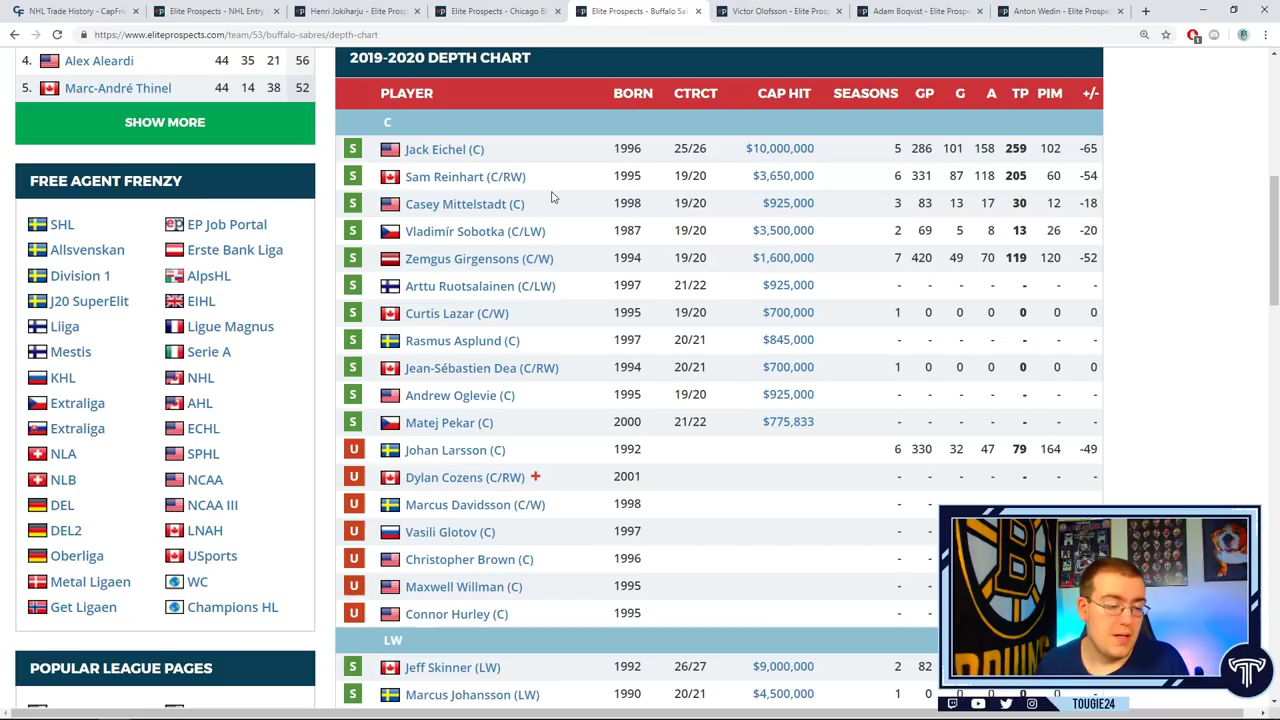 NHL Trade History - CapFri
Elite Prospects - NHL Entry
Henri Jokiharju - Elite Prosp
Elite Prospects - Chicago Bl
Elite Prospects - Buffalo Sab
Victor Olofsson - Elite Prosp
Adam Boqvist - Elite Prospec
Anton Wedin - Elite Prospec
https://www.eliteprospects.com/team/53/buffalo-sabres/depth-chart
4. Alex Aleardi 44 35 21 56
5. Marc-André Thinel 44 14 38 52
SHOW MORE
FREE AGENT FRENZY
SHL EP Job Portal
Allsvenskan Erste Bank Liga
Division 1 AlpsHL
J20 SuperElit EIHL
Liiga Ligue Magnus
Mestis Serie A
KHL NHL
Extraliga AHL
Extraliga ECHL
NLA SPHL
NLB NCAA
DEL NCAA III
DEL2 LNAH
Oberliga USports
Metal Ligaen WC
Get Ligaen Champions HL
POPULAR LEAGUE PAGES
2019-2020 DEPTH CHART
PLAYER BORN CTRCT CAP HIT SEASONS GP G A TP PIM +/-
C
S Jack Eichel (C) 1996 25/26 $10,000,000 5 286 101 158 259 102 -65
S Sam Reinhart (C/RW) 1995 19/20 $3,650,000 6 331 87 118 205 60 -54
S Casey Mittelstadt (C) 1998 19/20 $925,000 3 83 13 17 30 12 -18
S Vladimír Sobotka (C/LW) 1987 19/20 $3,500,000 2 69 5 8 13 26 -20
S Zemgus Girgensons (C/W) 1994 19/20 $1,600,000 7 420 49 70 119 120 -52
S Arttu Ruotsalainen (C/LW) 1997 21/22 $925,000 - - - - - - -
S Curtis Lazar (C/W) 1995 19/20 $700,000 1 0 0 0 0 0 0
S Rasmus Asplund (C) 1997 20/21 $845,000 - - - - - - -
S Jean-Sébastien Dea (C/RW) 1994 20/21 $700,000 1 0 0 0 0 0 0
S Andrew Oglevie (C) 1995 19/20 $925,000 - - - - - - -
S Matej Pekar (C) 2000 21/22 $775,833 - - - - - - -
U Johan Larsson (C) 1992 6 330 32 47 79 164 -49
U Dylan Cozens (C/RW) 2001 - - - - - - -
U Marcus Davidsson (C/W) 1998 - - - - - - -
U Vasili Glotov (C) 1997 - -
U Christopher Brown (C) 1996 - -
U Maxwell Willman (C) 1995 - -
U Connor Hurley (C) 1995 - -
LW
S Jeff Skinner (LW) 1992 26/27 $9,000,000 2 82
S Marcus Johansson (LW) 1990 20/21 $4,500,000 1 0
TOUGIE24